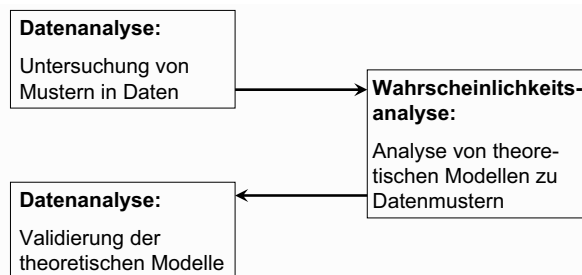 Datenanalyse:
Untersuchung von
Mustern in Daten
Wahrscheinlichkeits-
analyse:
Analyse von theore-
tischen Modellen zu
Datenmustern
Datenanalyse:
Validierung der
theoretischen Modelle